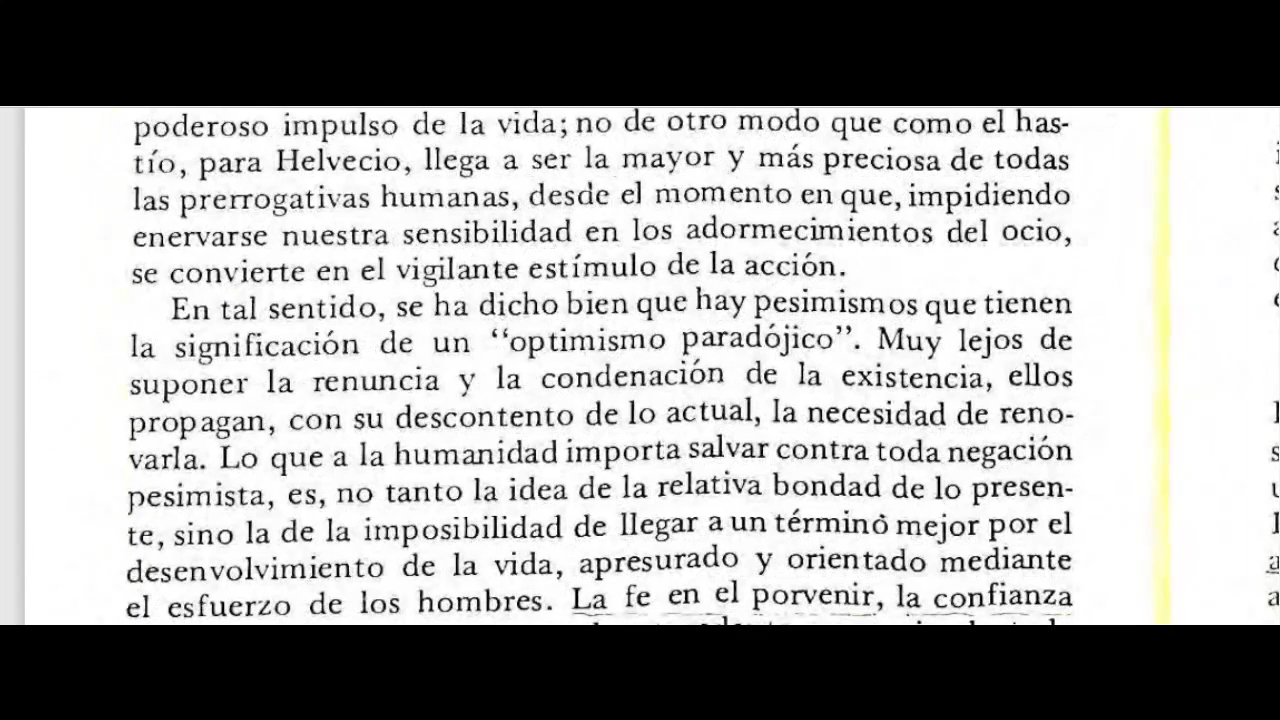 poderoso impulso de la vida; no de otro modo que como el has-
tío, para Helvecio, llega a ser la mayor y más preciosa de todas
las prerrogativas humanas, desde el momento en que, impidiendo
enervarse nuestra sensibilidad en los adormecimientos del ocio,
se convierte en el vigilante estímulo de la acción.
En tal sentido, se ha dicho bien que hay pesimismos que tienen
la significación de un “optimismo paradójico”. Muy lejos de
suponer la renuncia y la condenación de la existencia, ellos
propagan, con su descontento de lo actual, la necesidad de reno-
varla. Lo que a la humanidad importa salvar contra toda negación
pesimista, es, no tanto la idea de la relativa bondad de lo presen-
te, sino la de la imposibilidad de llegar a un término mejor por el
desenvolvimiento de la vida, apresurado y orientado mediante
el esfuerzo de los hombres. La fe en el porvenir, la confianza